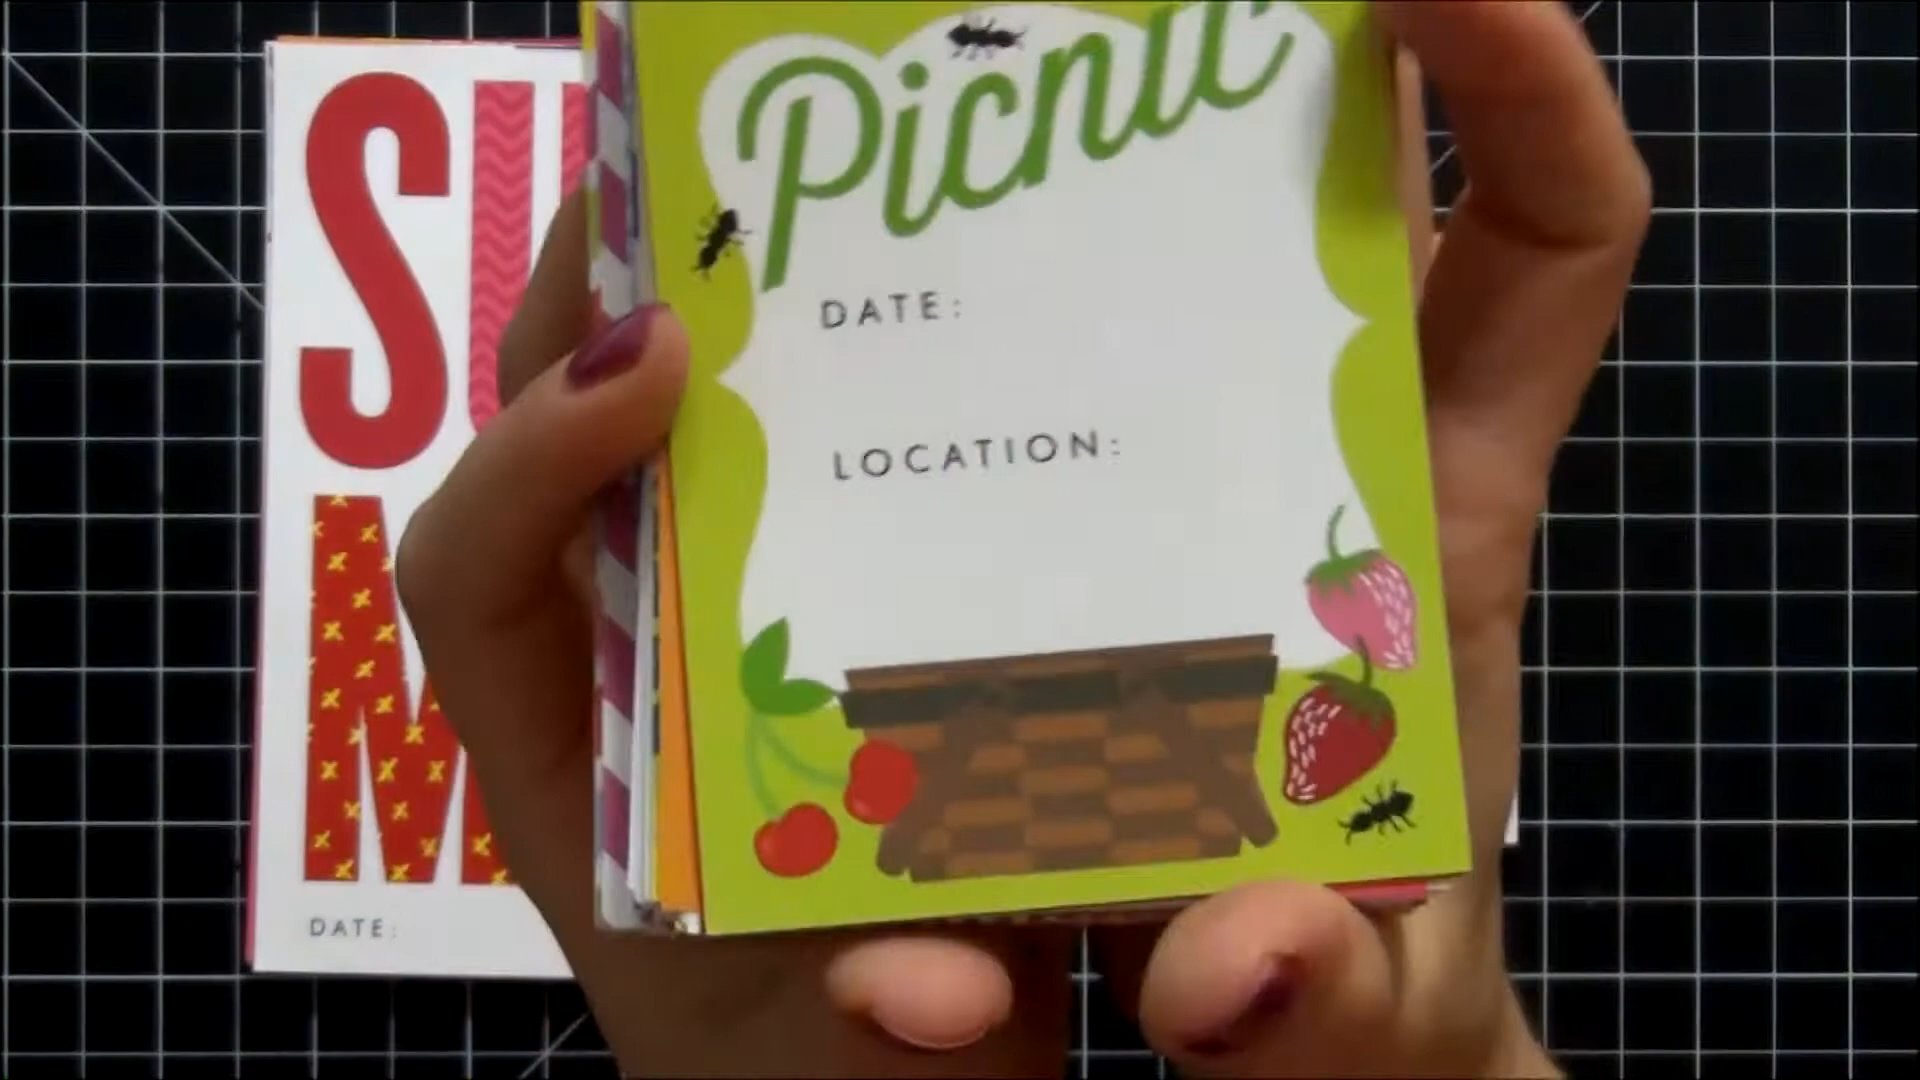 Picnic
DATE:
LOCATION:
SU
M
DATE: